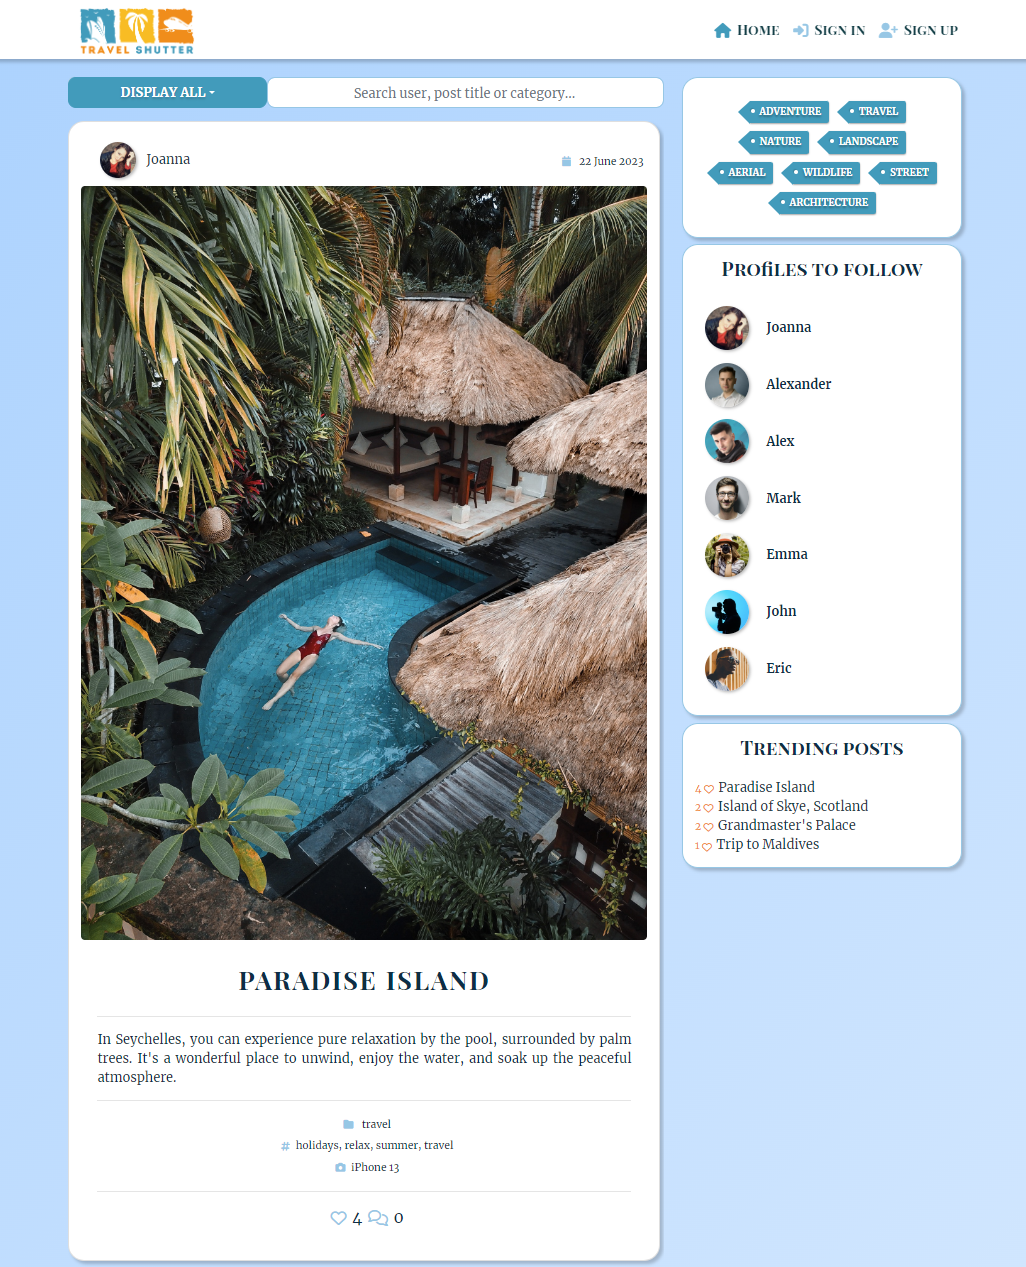 TRAVEL SHUTTER
Home
Sign in
Sign up
DISPLAY ALL
Search user, post title or category...
Joanna
22 June 2023
PARADISE ISLAND
In Seychelles, you can experience pure relaxation by the pool, surrounded by palm
trees. It's a wonderful place to unwind, enjoy the water, and soak up the peaceful
atmosphere.
travel
# holidays, relax, summer, travel
iPhone 13
4
0
ADVENTURE
TRAVEL
NATURE
LANDSCAPE
AERIAL
WILDLIFE
STREET
ARCHITECTURE
Profiles to follow
Joanna
Alexander
Alex
Mark
Emma
John
Eric
Trending posts
4 Paradise Island
2 Island of Skye, Scotland
2 Grandmaster's Palace
1 Trip to Maldives